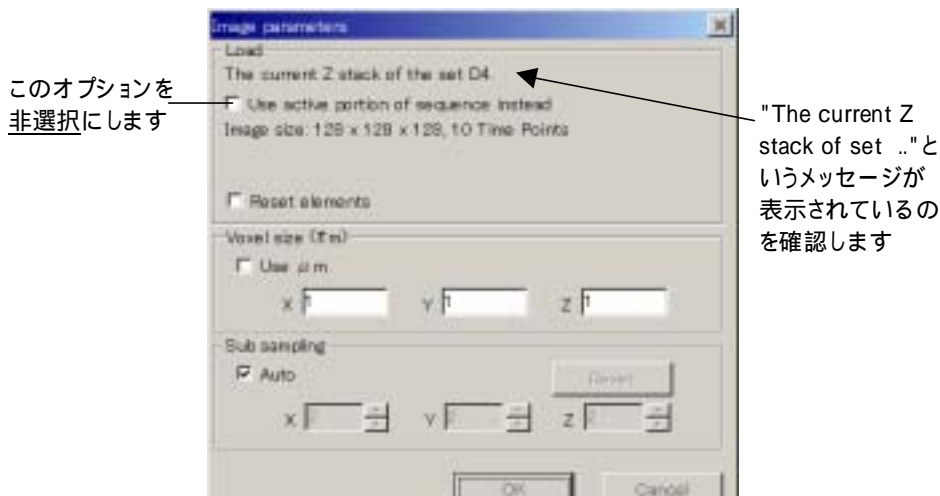 Image parameters
Load
The current Z stack of the set D4.
Use active portion of sequence instead
Image size: 128 x 128 x 128, 10 Time Points
Reset elements
このオプションを
非選択にします
"The current Z
stack of set .."と
いうメッセージが
表示されているの
を確認します
Use μm
X 1 Y 1 Z 1
Sub sampling
Auto
Reset
X 2 Y 2 Z 2
OK Cancel